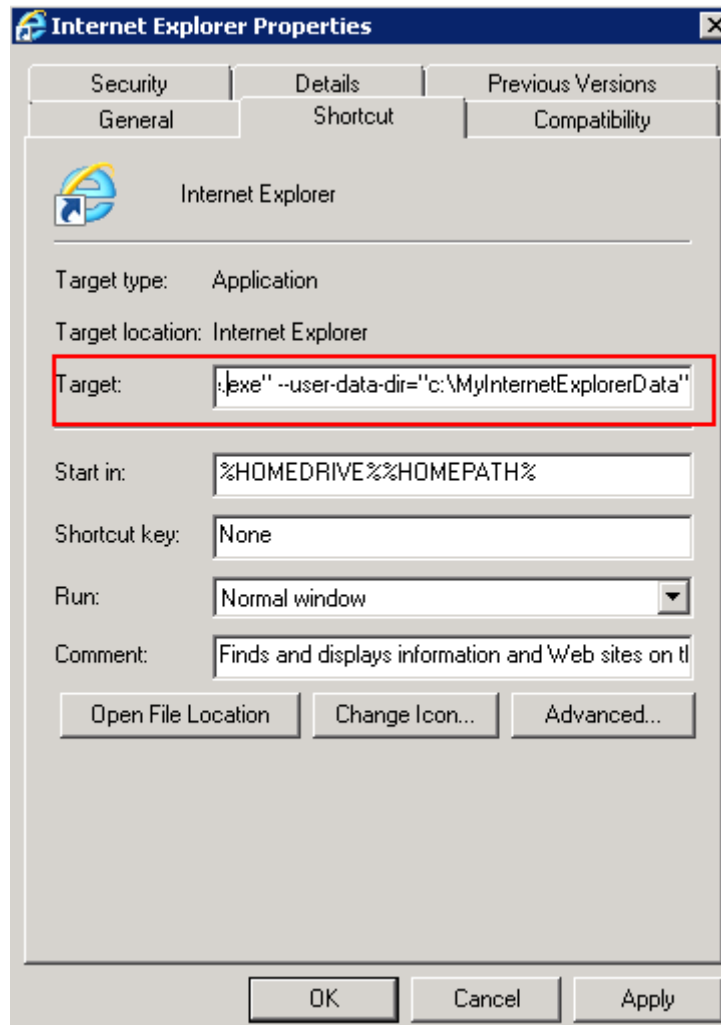 Internet Explorer Properties
Security Details Previous Versions
General Shortcut Compatibility
Internet Explorer
Target type: Application
Target location: Internet Explorer
Target: .exe" --user-data-dir="c:\MyInternetExplorerData"
Start in: %HOMEDRIVE%%HOMEPATH%
Shortcut key: None
Run: Normal window
Comment: Finds and displays information and Web sites on tl
Open File Location Change Icon... Advanced...
OK Cancel Apply